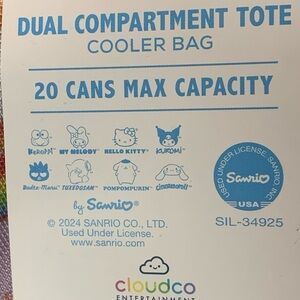 DUAL COMPARTMENT TOTE
COOLER BAG
20 CANS MAX CAPACITY
KEROPPI MY MELODY HELLO KITTY KUROMI
Badtz-Maru TUXEDOSAM POMPOMPURIN cinnamoroll
by Sanrio
© 2024 SANRIO CO., LTD.
Used Under License.
www.sanrio.com
USED UNDER LICENSE. SANRIO, INC.
Sanrio
USA
SIL-34925
cloudco
ENTERTAINMENT